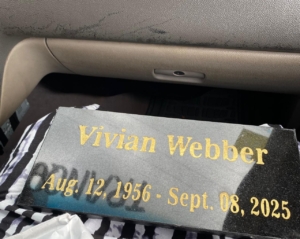 Vivian Webber
Aug. 12, 1956 - Sept. 08, 2025